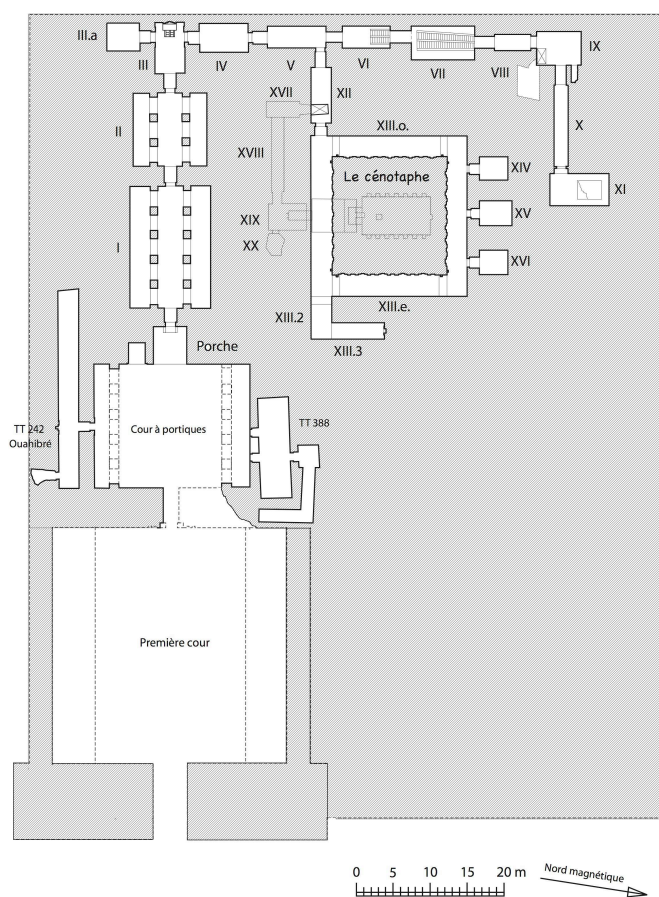 III.a
III
IV
V
VI
VII
VIII
IX
II
XVII
XII
X
XIII.o.
XVIII
Le cénotaphe
XIV
XI
I
XIX
XV
XX
XVI
XIII.2
XIII.e.
Porche
XIII.3
TT 242
Ouahibré
Cour à portiques
TT 388
Première cour
0 5 10 15 20 m
Nord magnétique